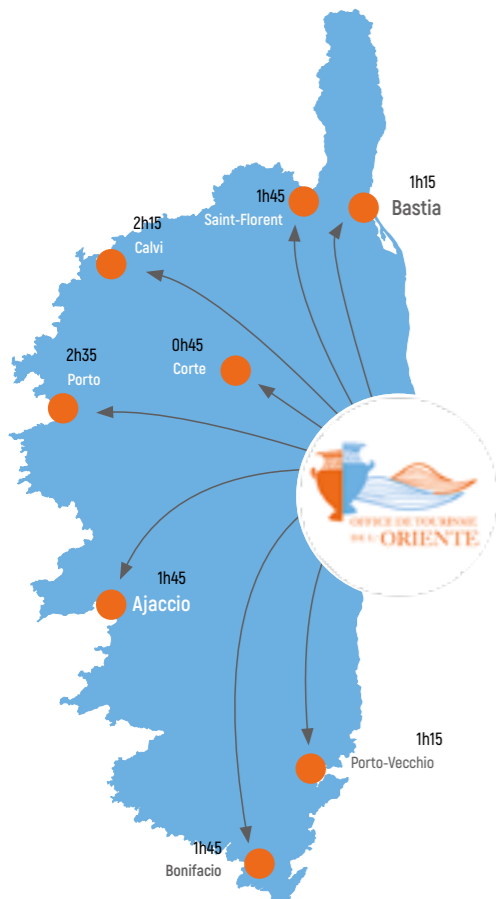 1h45
Saint-Florent
1h15
Bastia
2h15
Calvi
2h35
Porto
0h45
Corte
OFFICE DE TOURISME
DE L'ORIENTE
1h45
Ajaccio
1h15
Porto-Vecchio
1h45
Bonifacio